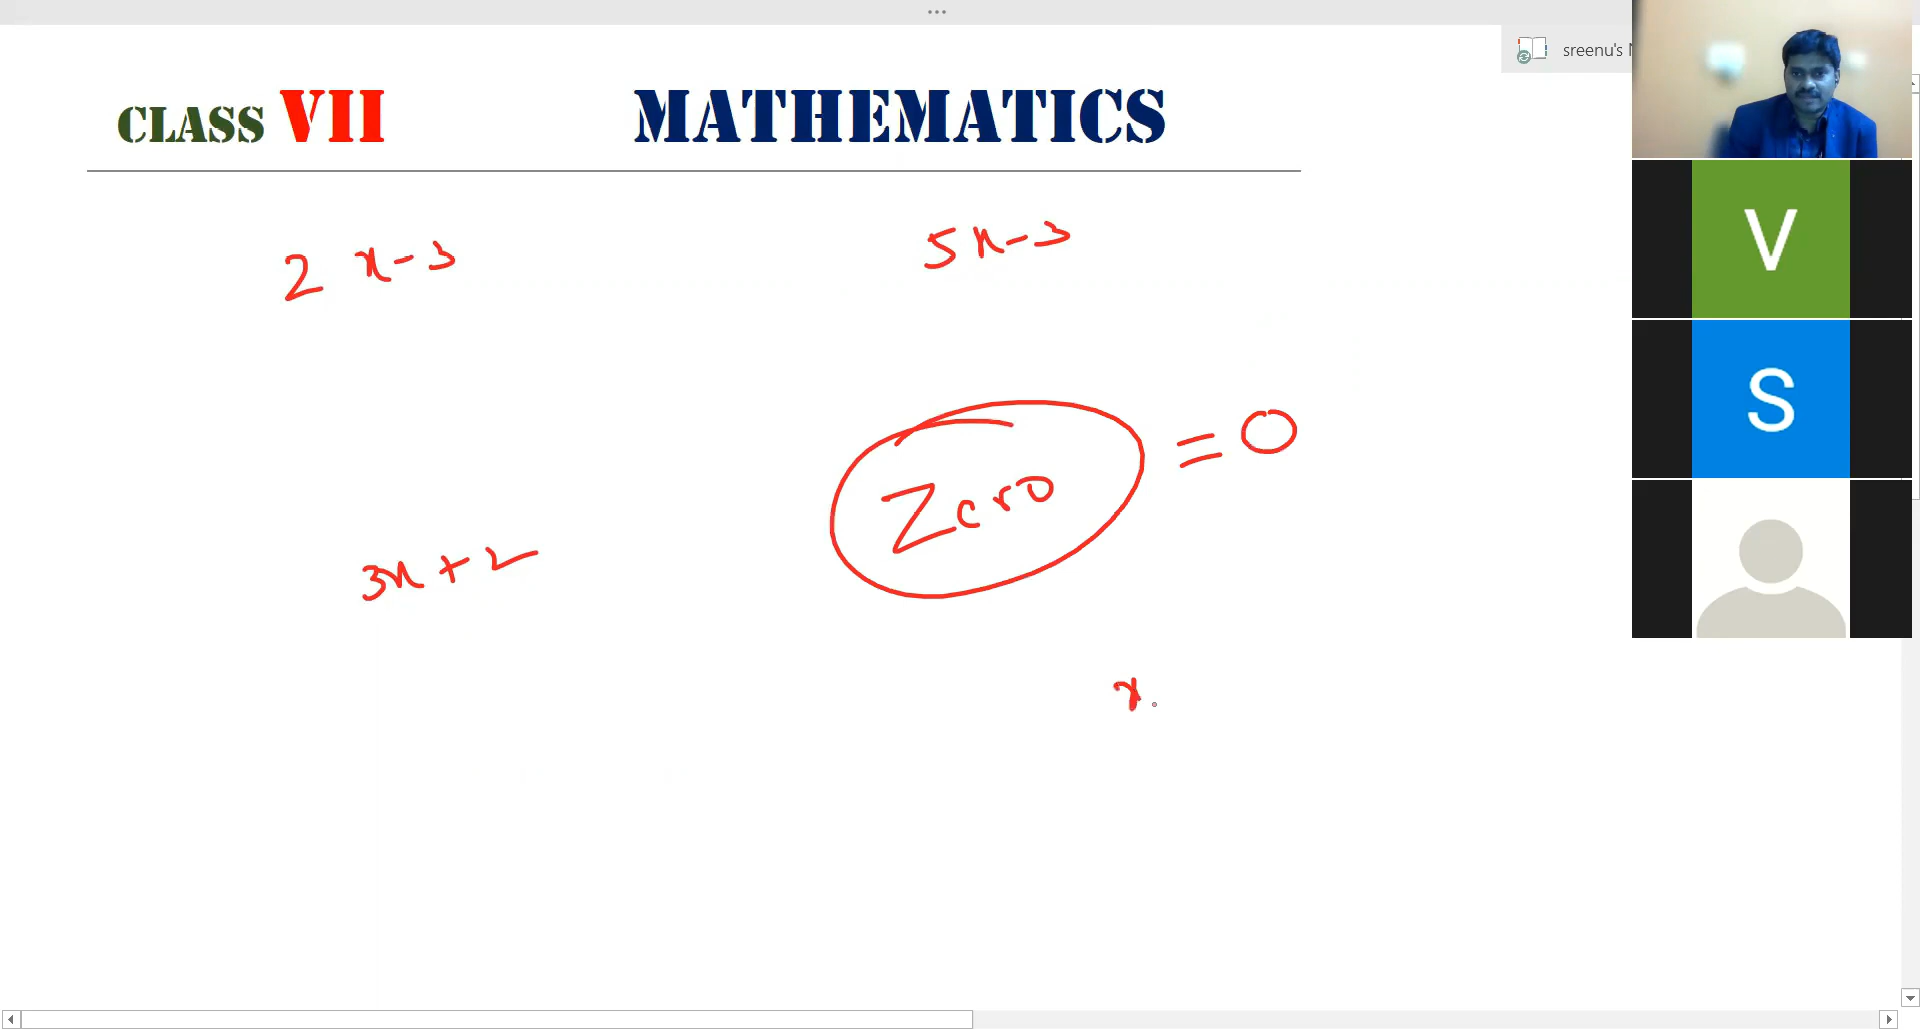 ...
sreenu's
CLASS VII MATHEMATICS
2 x-3
5x-3
Zero = 0
3x+2
x
V
S